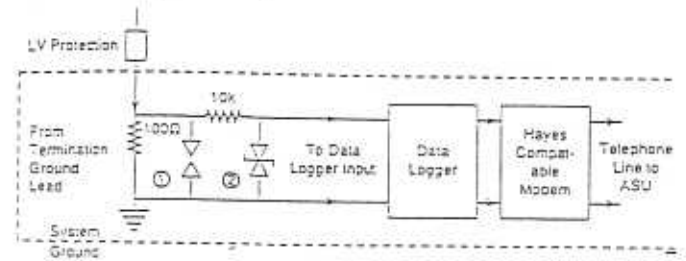 LV Protection
10k
100Ω
From
Termination
Ground
Lead
①
②
To Data
Logger Input
Data
Logger
Hayes
Compat-
able
Modem
Telephone
Line to
ASU
System
Ground